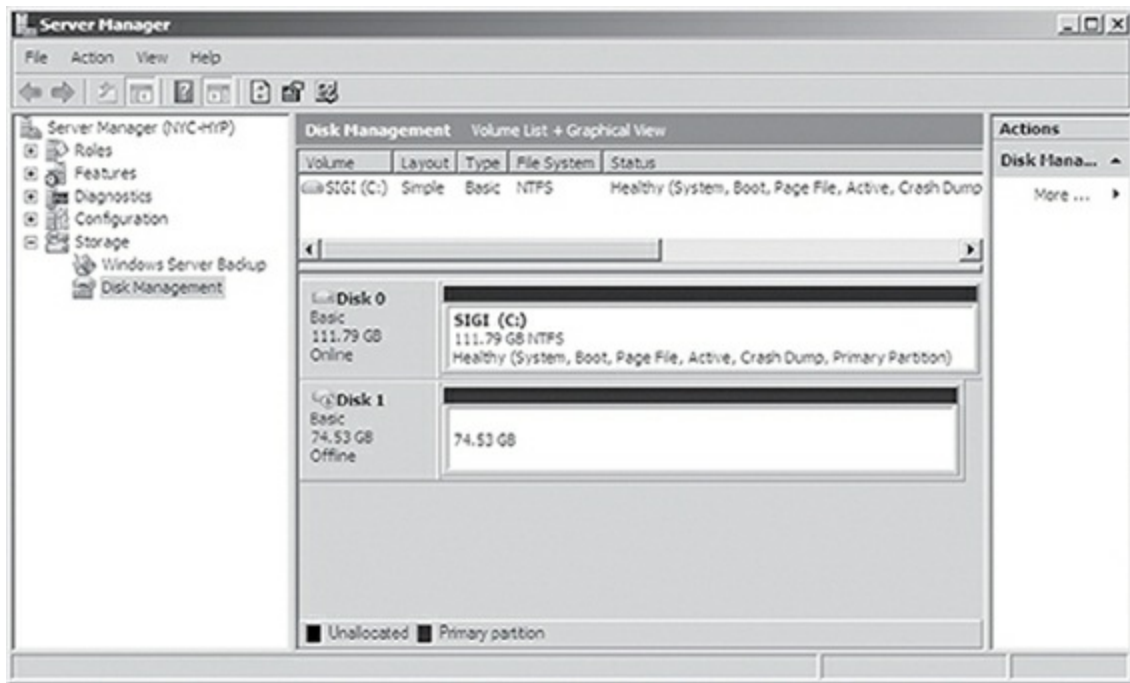 Server Manager
File Action View Help
Server Manager (NYC-HYP)
Roles
Features
Diagnostics
Configuration
Storage
Windows Server Backup
Disk Management
Disk Management Volume List + Graphical View
Volume Layout Type File System Status
SIGI (C:) Simple Basic NTFS Healthy (System, Boot, Page File, Active, Crash Dump
Disk 0
Basic
111.79 GB
Online
SIGI (C:)
111.79 GB NTFS
Healthy (System, Boot, Page File, Active, Crash Dump, Primary Partition)
Disk 1
Basic
74.53 GB
Offline
74.53 GB
Unallocated Primary partition
Actions
Disk Mana...
More ...